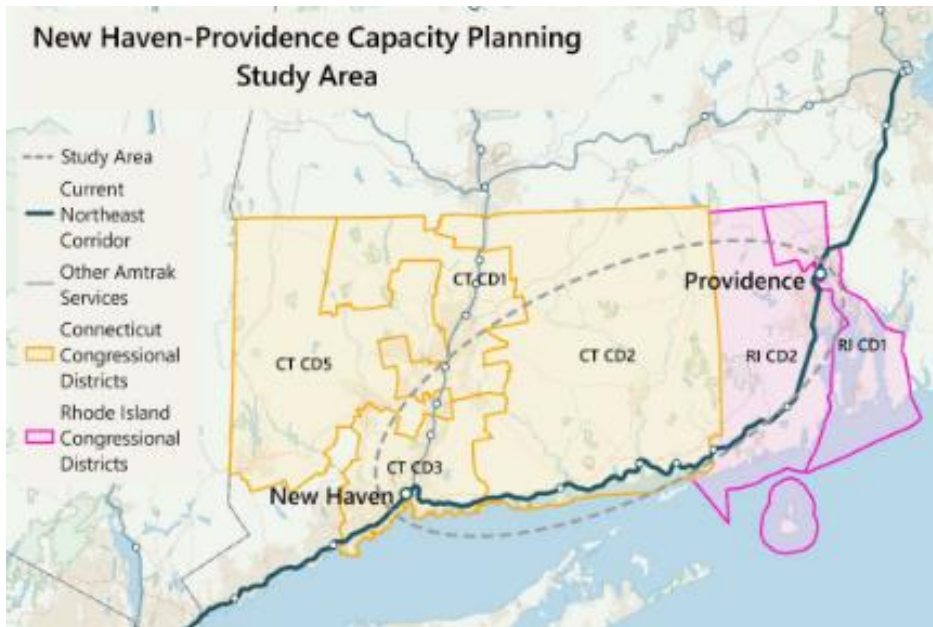 New Haven-Providence Capacity Planning
Study Area
Study Area
Current
Northeast
Corridor
Other Amtrak
Services
Connecticut
Congressional
Districts
Rhode Island
Congressional
Districts
CT CD1
Providence
CT CD5
CT CD2
RI CD2
RI CD1
CT CD3
New Haven